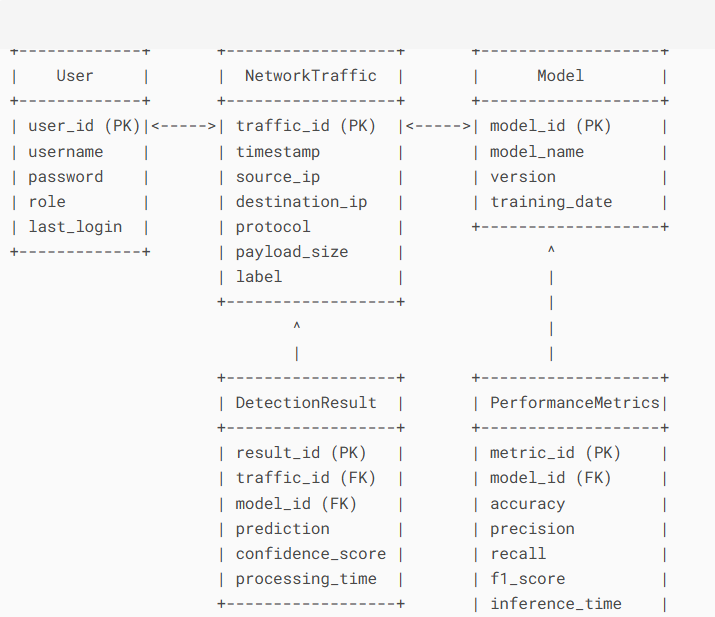 +-------------+       +------------------+       +-------------------+
|    User     |       |  NetworkTraffic  |       |      Model        |
+-------------+       +------------------+       +-------------------+
| user_id (PK)|<----->| traffic_id (PK)  |<----->| model_id (PK)     |
| username    |       | timestamp        |       | model_name        |
| password    |       | source_ip        |       | version           |
| role        |       | destination_ip   |       | training_date     |
| last_login  |       | protocol         |       +-------------------+
+-------------+       | payload_size     |               ^
                      | label            |               |
                      +------------------+               |
                              ^                          |
                              |                          |
                      +------------------+       +-------------------+
                      | DetectionResult  |       | PerformanceMetrics|
                      +------------------+       +-------------------+
                      | result_id (PK)   |       | metric_id (PK)    |
                      | traffic_id (FK)  |       | model_id (FK)     |
                      | model_id (FK)    |       | accuracy          |
                      | prediction       |       | precision         |
                      | confidence_score |       | recall            |
                      | processing_time  |       | f1_score          |
                      +------------------+       | inference_time    |